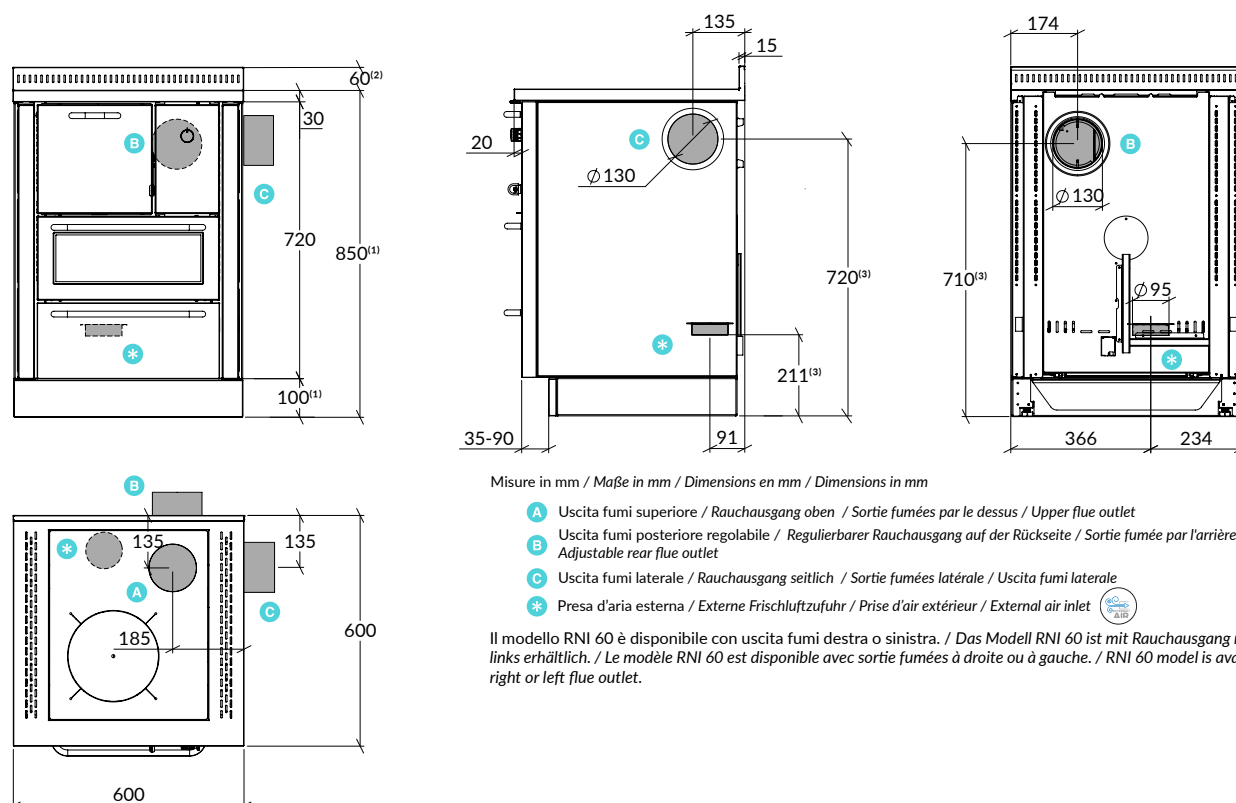 135
15
174
60(2)
30
B
C
20
C
Ø 130
B
Ø 130
720
850(1)
720(3)
710(3)
Ø 95
*
*
*
211(3)
100(1)
35-90
91
366
234
B
Misure in mm / Maße in mm / Dimensions en mm / Dimensions in mm
A Uscita fumi superiore / Rauchausgang oben / Sortie fumées par le dessus / Upper flue outlet
B Uscita fumi posteriore regolabile / Regulierbarer Rauchausgang auf der Rückseite / Sortie fumée par l'arrière
Adjustable rear flue outlet
C Uscita fumi laterale / Rauchausgang seitlich / Sortie fumées latérale / Uscita fumi laterale
* Presa d'aria esterna / Externe Frischluftzufuhr / Prise d'air extérieur / External air inlet
AIR
Il modello RNI 60 è disponibile con uscita fumi destra o sinistra. / Das Modell RNI 60 ist mit Rauchausgang
links erhältlich. / Le modèle RNI 60 est disponible avec sortie fumées à droite ou à gauche. / RNI 60 model is ava
right or left flue outlet.
*
135
135
A
C
185
600
600